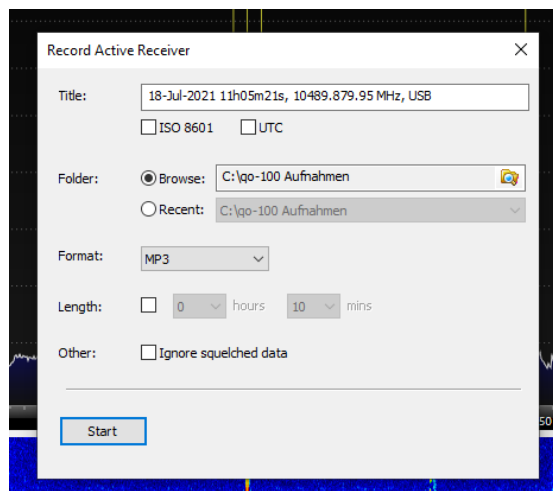 Record Active Receiver
Title: 18-Jul-2021 11h05m21s, 10489.879.95 MHz, USB
ISO 8601 UTC
Folder: Browse: C:\qo-100 Aufnahmen
Recent: C:\qo-100 Aufnahmen
Format: MP3
Length: 0 hours 10 mins
Other: Ignore squelched data
50
Start